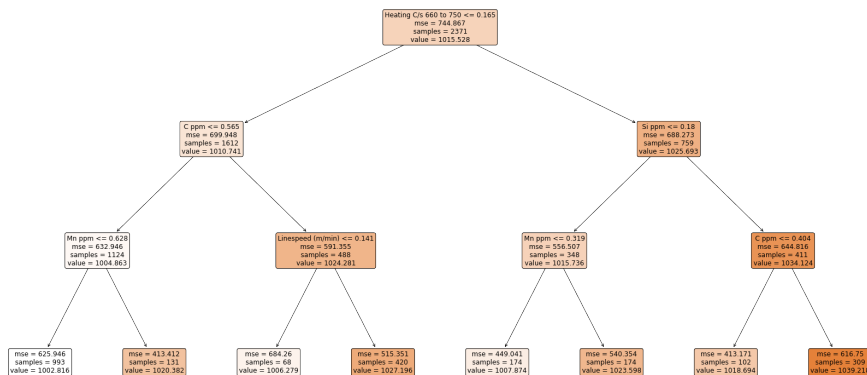 Heating C/s 660 to 750 <= 0.165
mse = 744.867
samples = 2371
value = 1015.528
C ppm <= 0.565
mse = 699.948
samples = 1612
value = 1010.741
Si ppm <= 0.18
mse = 688.273
samples = 759
value = 1025.693
Mn ppm <= 0.628
mse = 632.946
samples = 1124
value = 1004.863
Linespeed (m/min) <= 0.141
mse = 591.355
samples = 488
value = 1024.281
Mn ppm <= 0.319
mse = 556.507
samples = 348
value = 1015.736
C ppm <= 0.404
mse = 644.816
samples = 411
value = 1034.124
mse = 625.946
samples = 993
value = 1002.816
mse = 413.412
samples = 131
value = 1020.382
mse = 684.26
samples = 68
value = 1006.279
mse = 515.351
samples = 420
value = 1027.196
mse = 449.041
samples = 174
value = 1007.874
mse = 540.354
samples = 174
value = 1023.598
mse = 413.171
samples = 102
value = 1018.694
mse = 616.75
samples = 309
value =